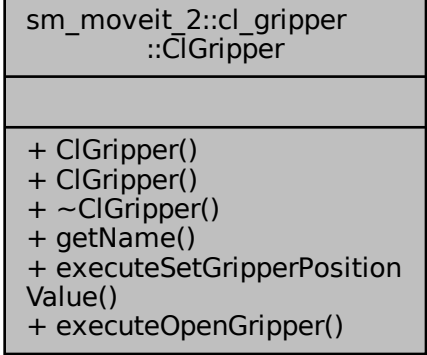 sm_moveit_2::cl_gripper
::ClGripper
+ ClGripper()
+ ClGripper()
+ ~ClGripper()
+ getName()
+ executeSetGripperPosition
Value()
+ executeOpenGripper()